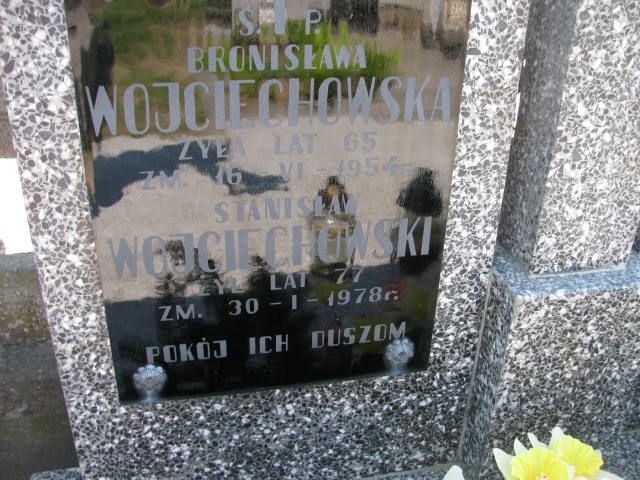 Ś. P.
BRONISŁAWA
WOJCIECHOWSKA
ŻYŁA LAT 65
ZM. 16 VI - 1954 r.
STANISŁAW
WOJCIECHOWSKI
ŻYŁ LAT 77
ZM. 30 - I - 1978 r.
POKÓJ ICH DUSZOM